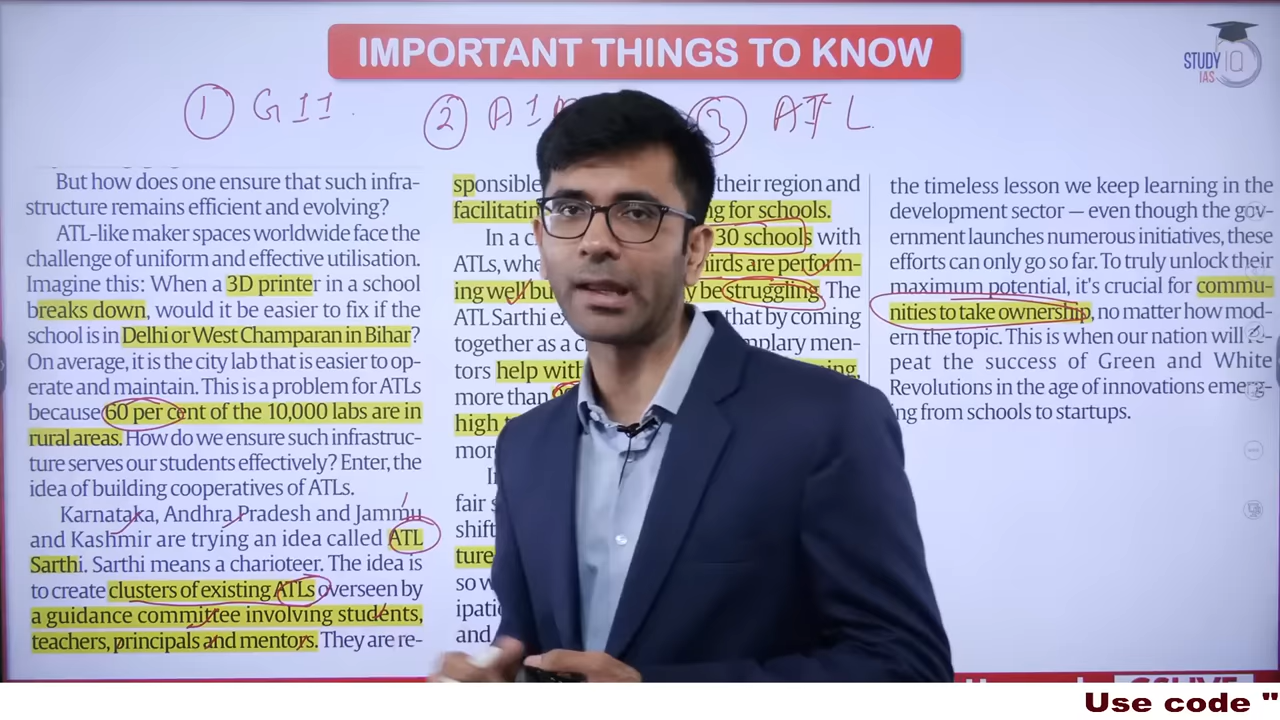 IMPORTANT THINGS TO KNOW
STUDY IQ
IAS
1 GII.
2 AI
3 ATL
But how does one ensure that such infra-
structure remains efficient and evolving?
ATL-like maker spaces worldwide face the
challenge of uniform and effective utilisation.
Imagine this: When a 3D printer in a school
breaks down, would it be easier to fix if the
school is in Delhi or West Champaran in Bihar?
On average, it is the city lab that is easier to op-
erate and maintain. This is a problem for ATLs
because 60 per cent of the 10,000 labs are in
rural areas. How do we ensure such infrastruc-
ture serves our students effectively? Enter, the
idea of building cooperatives of ATLs.
Karnataka, Andhra Pradesh and Jammu
and Kashmir are trying an idea called ATL
Sarthi. Sarthi means a charioteer. The idea is
to create clusters of existing ATLs overseen by
a guidance committee involving students,
teachers, principals and mentors. They are re-
sponsible their region and
facilitatin ng for schools.
In a c 30 schools with
ATLs, whe hirds are perform-
ing well bu y be struggling. The
ATL Sarthi e that by coming
together as a c mplary men-
tors help with ing,
more than
high t
mor
In
fair s
shift
ture
so w
ipati
and
the timeless lesson we keep learning in the
development sector — even though the gov-
ernment launches numerous initiatives, these
efforts can only go so far. To truly unlock their
maximum potential, it's crucial for commu-
nities to take ownership, no matter how mod-
ern the topic. This is when our nation will re-
peat the success of Green and White
Revolutions in the age of innovations emerg-
ing from schools to startups.
Use code "